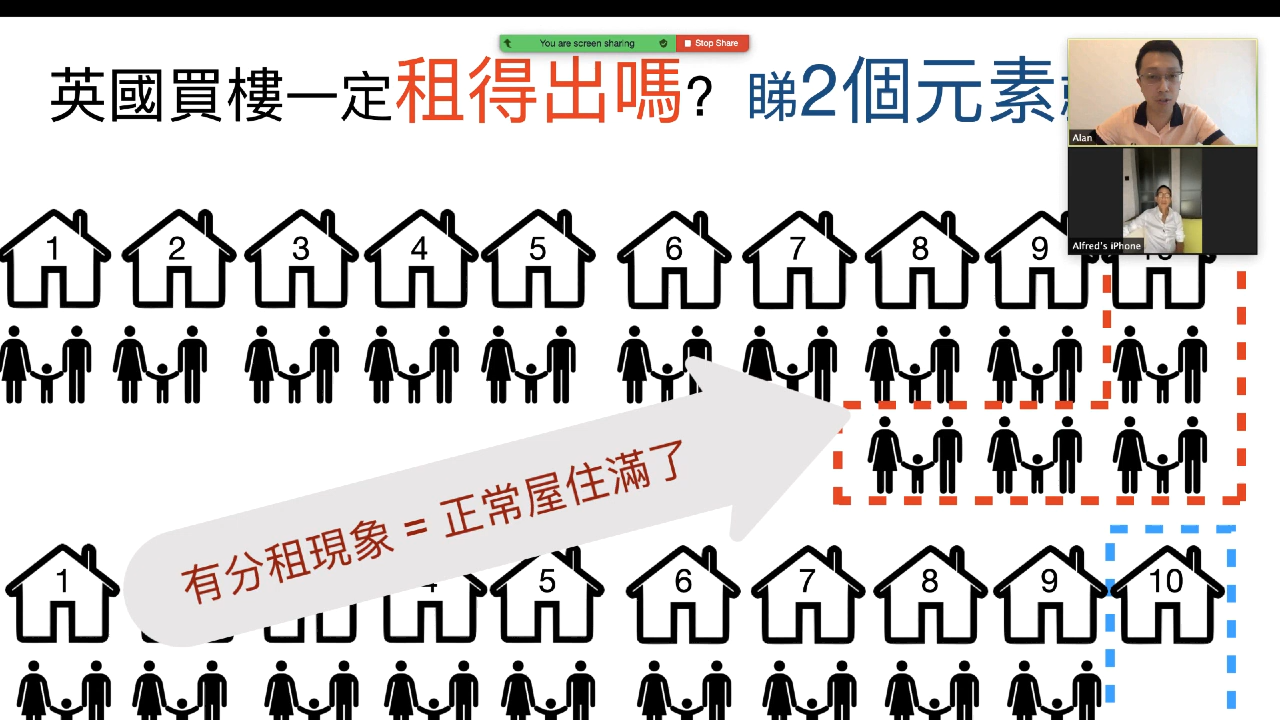 You are screen sharing
Stop Share
英國買樓一定租得出嗎? 睇2個元素
Alan
Alfred's iPhone
1 2 3 4 5 6 7 8 9
有分租現象 = 正常屋住滿了
1 5 6 7 8 9 10